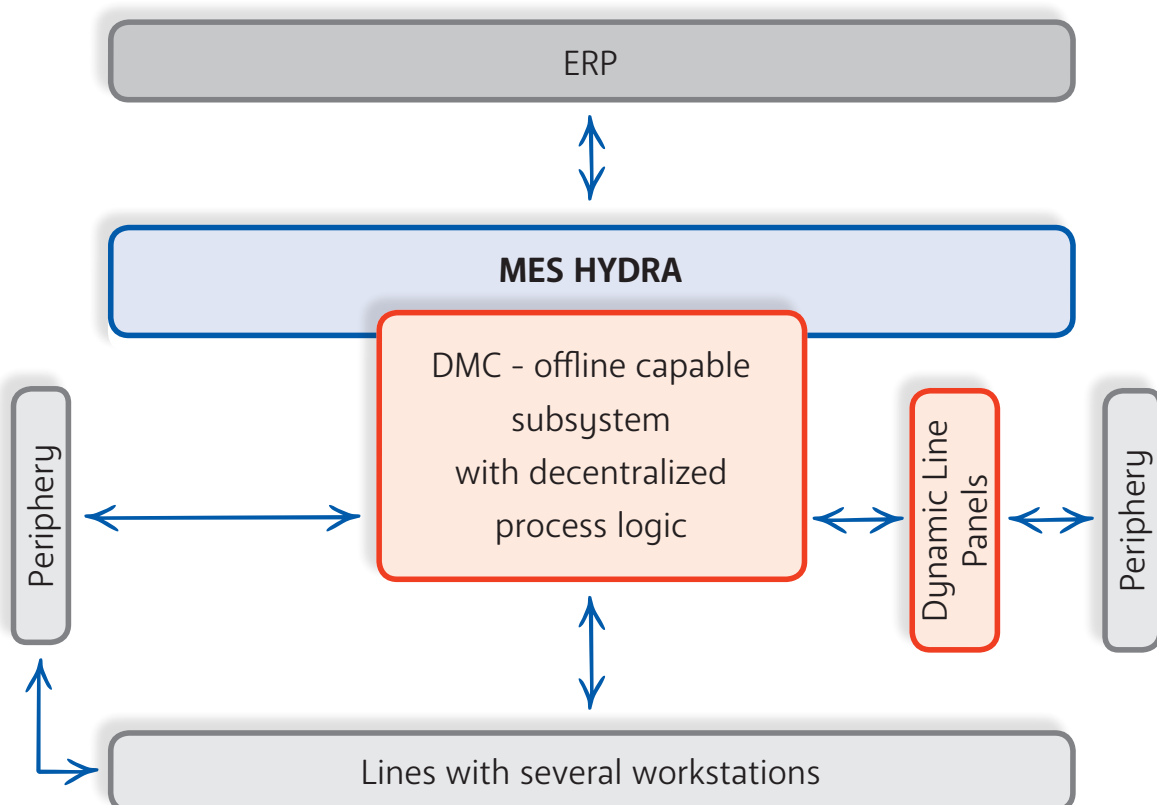 ERP
MES HYDRA
DMC - offline capable
subsystem
with decentralized
process logic
Periphery
Dynamic Line
Panels
Periphery
Lines with several workstations